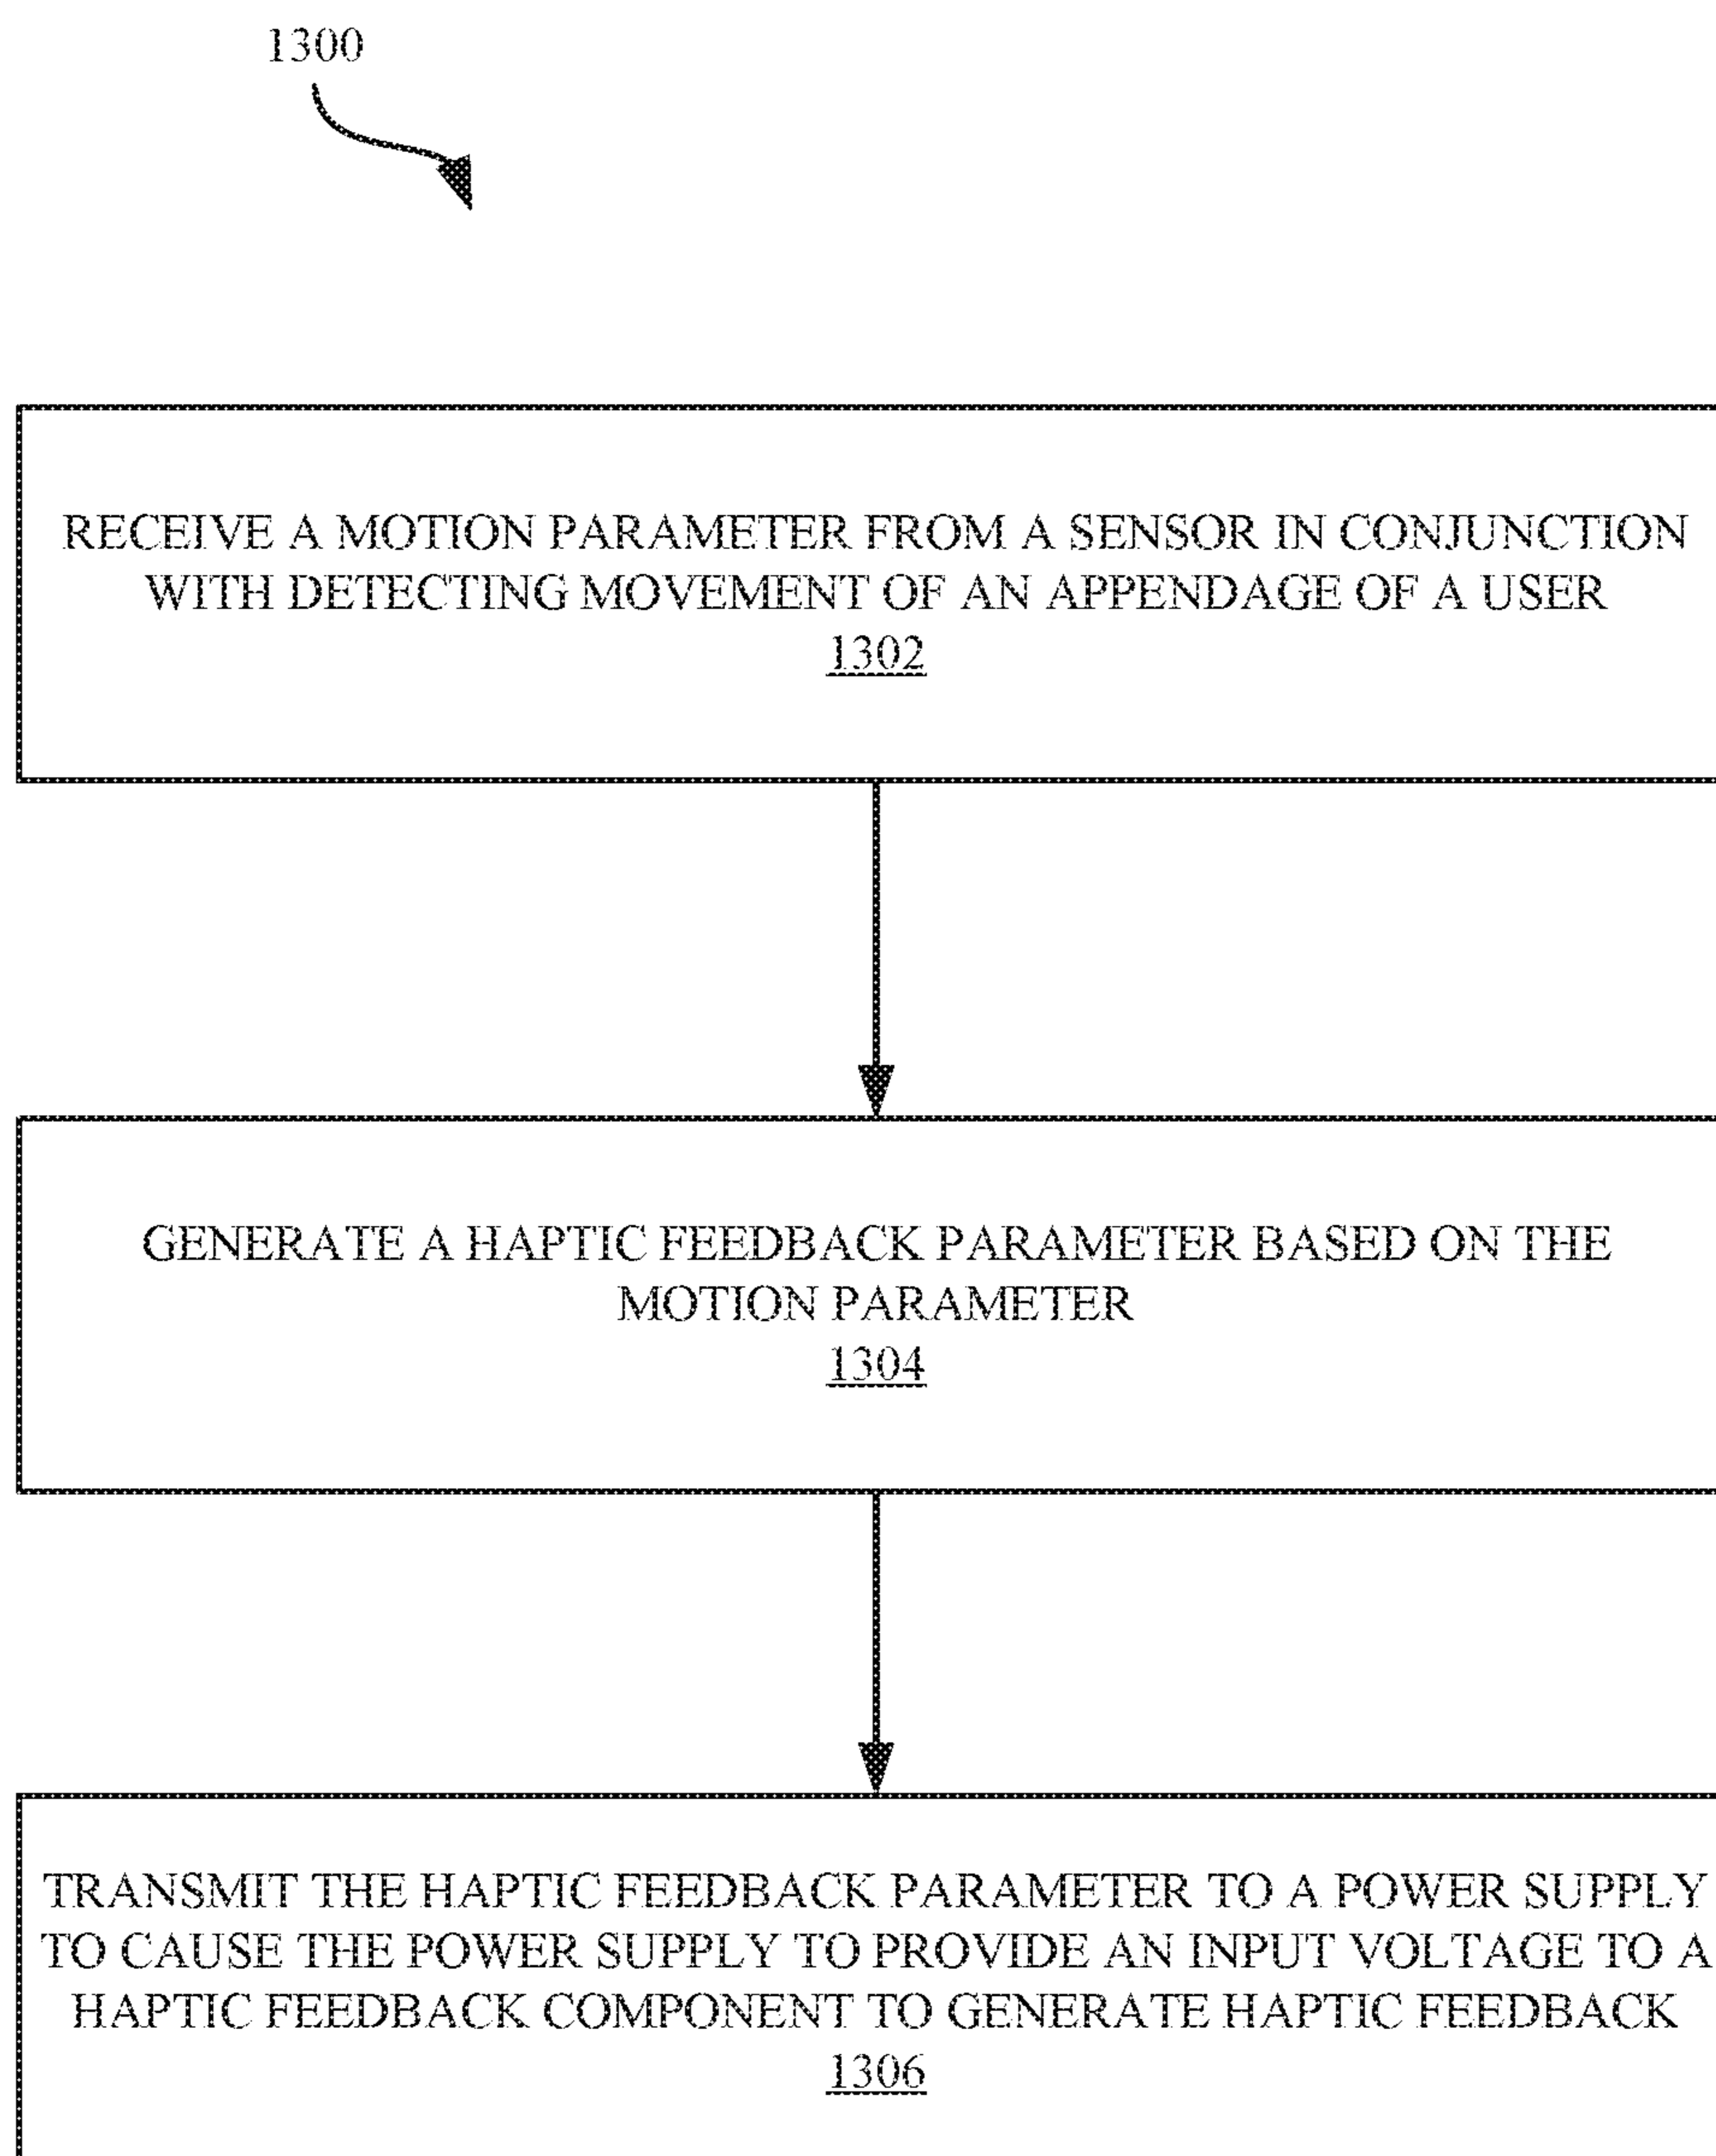 1300
RECEIVE A MOTION PARAMETER FROM A SENSOR IN CONJUNCTION
WITH DETECTING MOVEMENT OF AN APPENDAGE OF A USER
1302
GENERATE A HAPTIC FEEDBACK PARAMETER BASED ON THE
MOTION PARAMETER
1304
TRANSMIT THE HAPTIC FEEDBACK PARAMETER TO A POWER SUPPLY
TO CAUSE THE POWER SUPPLY TO PROVIDE AN INPUT VOLTAGE TO A
HAPTIC FEEDBACK COMPONENT TO GENERATE HAPTIC FEEDBACK
1306